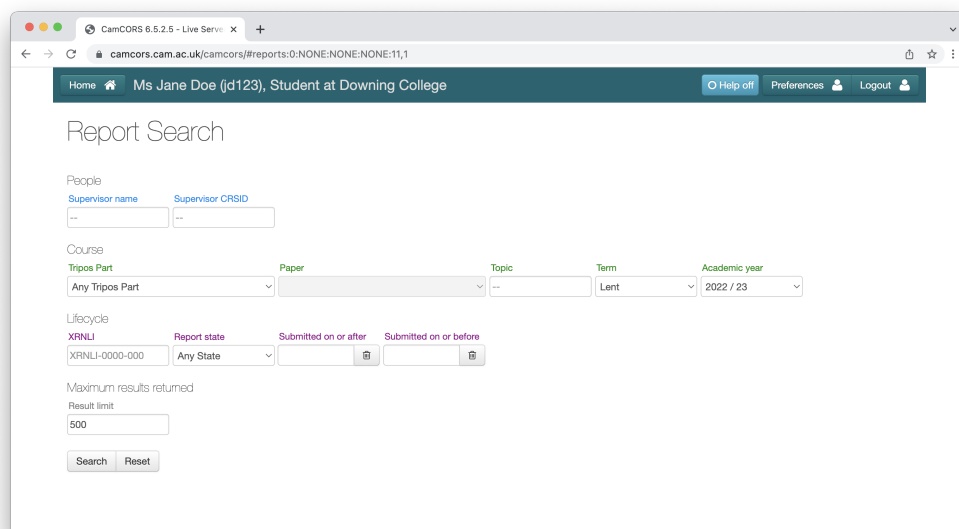 CamCORS 6.5.2.5 - Live Serve
camcors.cam.ac.uk/camcors/#reports:0:NONE:NONE:NONE:11,1
Home Ms Jane Doe (jd123), Student at Downing College Help off Preferences Logout
Report Search
People
Supervisor name Supervisor CRSID
-- --
Course
Tripos Part Paper Topic Term Academic year
Any Tripos Part -- Lent 2022 / 23
Lifecycle
XRNLI Report state Submitted on or after Submitted on or before
XRNLI-0000-000 Any State
Maximum results returned
Result limit
500
Search Reset